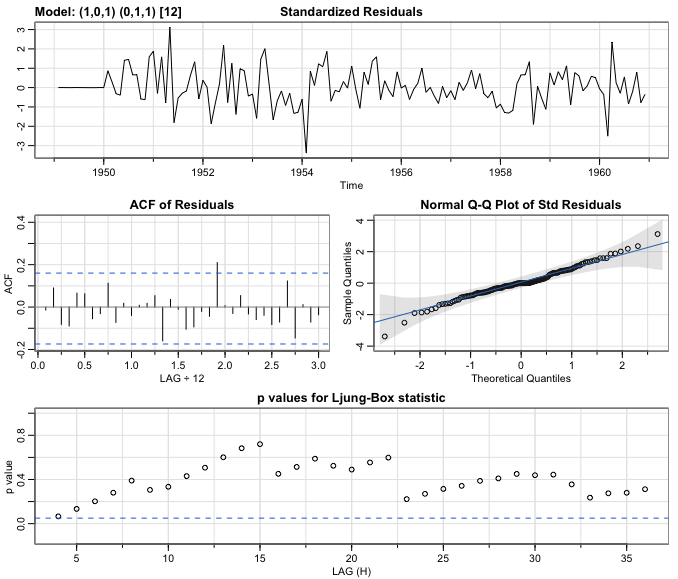 Model: (1,0,1) (0,1,1) [12] Standardized Residuals
3
2
1
0
-1
-2
-3
1950 1952 1954 1956 1958 1960
Time
ACF of Residuals
ACF
0.4
0.2
0.0
-0.2
0.0 0.5 1.0 1.5 2.0 2.5 3.0
LAG ÷ 12
Normal Q-Q Plot of Std Residuals
Sample Quantiles
4
2
0
-2
-4
-2 -1 0 1 2
Theoretical Quantiles
p values for Ljung-Box statistic
p value
0.8
0.4
0.0
5 10 15 20 25 30 35
LAG (H)